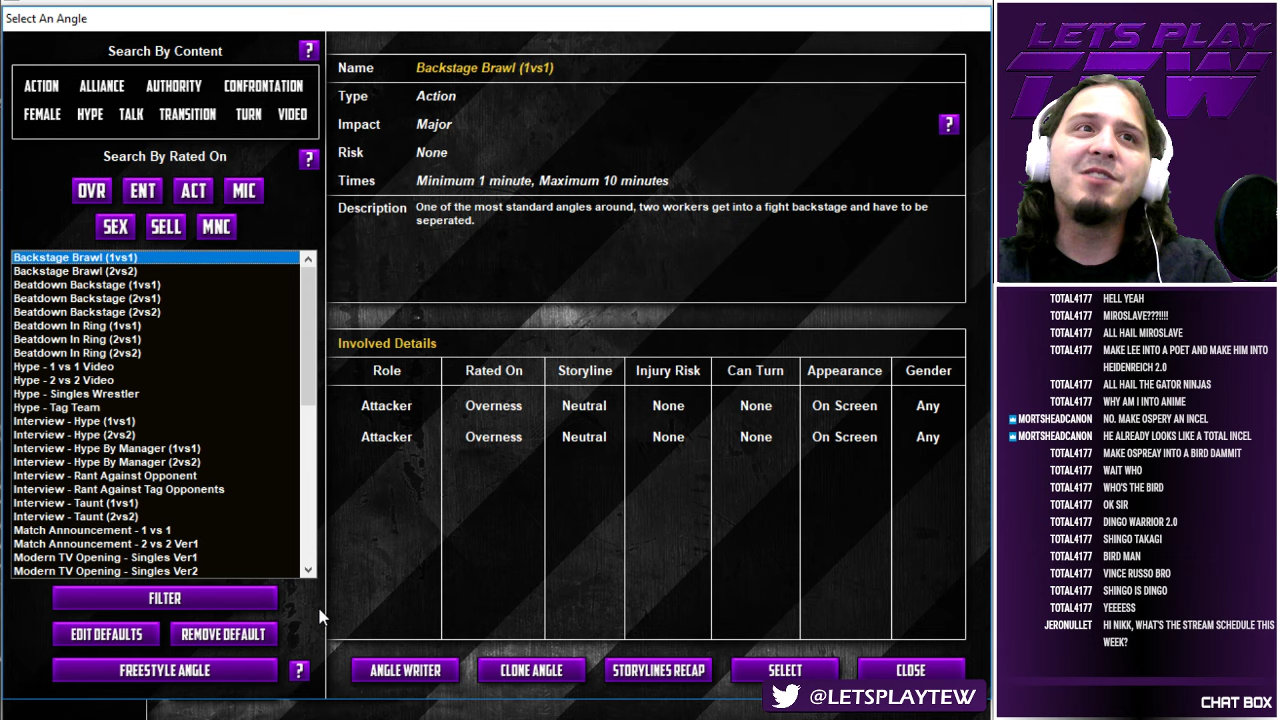 Select An Angle
Search By Content
?
ACTION ALLIANCE AUTHORITY CONFRONTATION
FEMALE HYPE TALK TRANSITION TURN VIDEO
Search By Rated On
?
OVR ENT ACT MIC
SEX SELL MNC
Backstage Brawl (1vs1)
Backstage Brawl (2vs2)
Beatdown Backstage (1vs1)
Beatdown Backstage (2vs1)
Beatdown Backstage (2vs2)
Beatdown In Ring (1vs1)
Beatdown In Ring (2vs1)
Beatdown In Ring (2vs2)
Hype - 1 vs 1 Video
Hype - 2 vs 2 Video
Hype - Singles Wrestler
Hype - Tag Team
Interview - Hype (1vs1)
Interview - Hype (2vs2)
Interview - Hype By Manager (1vs1)
Interview - Hype By Manager (2vs2)
Interview - Rant Against Opponent
Interview - Rant Against Tag Opponents
Interview - Taunt (1vs1)
Interview - Taunt (2vs2)
Match Announcement - 1 vs 1
Match Announcement - 2 vs 2 Ver1
Modern TV Opening - Singles Ver1
Modern TV Opening - Singles Ver2
FILTER
EDIT DEFAULTS REMOVE DEFAULT
FREESTYLE ANGLE ?
Name Backstage Brawl (1vs1)
Type Action
Impact Major
?
Risk None
Times Minimum 1 minute, Maximum 10 minutes
Description One of the most standard angles around, two workers get into a fight backstage and have to be
seperated.
Involved Details
Role Rated On Storyline Injury Risk Can Turn Appearance Gender
Attacker Overness Neutral None None On Screen Any
Attacker Overness Neutral None None On Screen Any
ANGLE WRITER CLONE ANGLE STORYLINES RECAP SELECT CLOSE
@LETSPLAYTEW
LETS PLAY
TEW
TOTAL4177 HELL YEAH
TOTAL4177 MIROSLAVE???!!!!
TOTAL4177 ALL HAIL MIROSLAVE
TOTAL4177 MAKE LEE INTO A POET AND MAKE HIM INTO
HEIDENREICH 2.0
TOTAL4177 ALL HAIL THE GATOR NINJAS
TOTAL4177 WHY AM I INTO ANIME
MORTSHEADCANON NO. MAKE OSPERY AN INCEL
MORTSHEADCANON HE ALREADY LOOKS LIKE A TOTAL INCEL
TOTAL4177 MAKE OSPREAY INTO A BIRD DAMMIT
TOTAL4177 WAIT WHO
TOTAL4177 WHO'S THE BIRD
TOTAL4177 OK SIR
TOTAL4177 DINGO WARRIOR 2.0
TOTAL4177 SHINGO TAKAGI
TOTAL4177 BIRD MAN
TOTAL4177 VINCE RUSSO BRO
TOTAL4177 SHINGO IS DINGO
TOTAL4177 YEEEESS
JERONULLET HI NIKK, WHAT'S THE STREAM SCHEDULE THIS
WEEK?
CHAT BOX